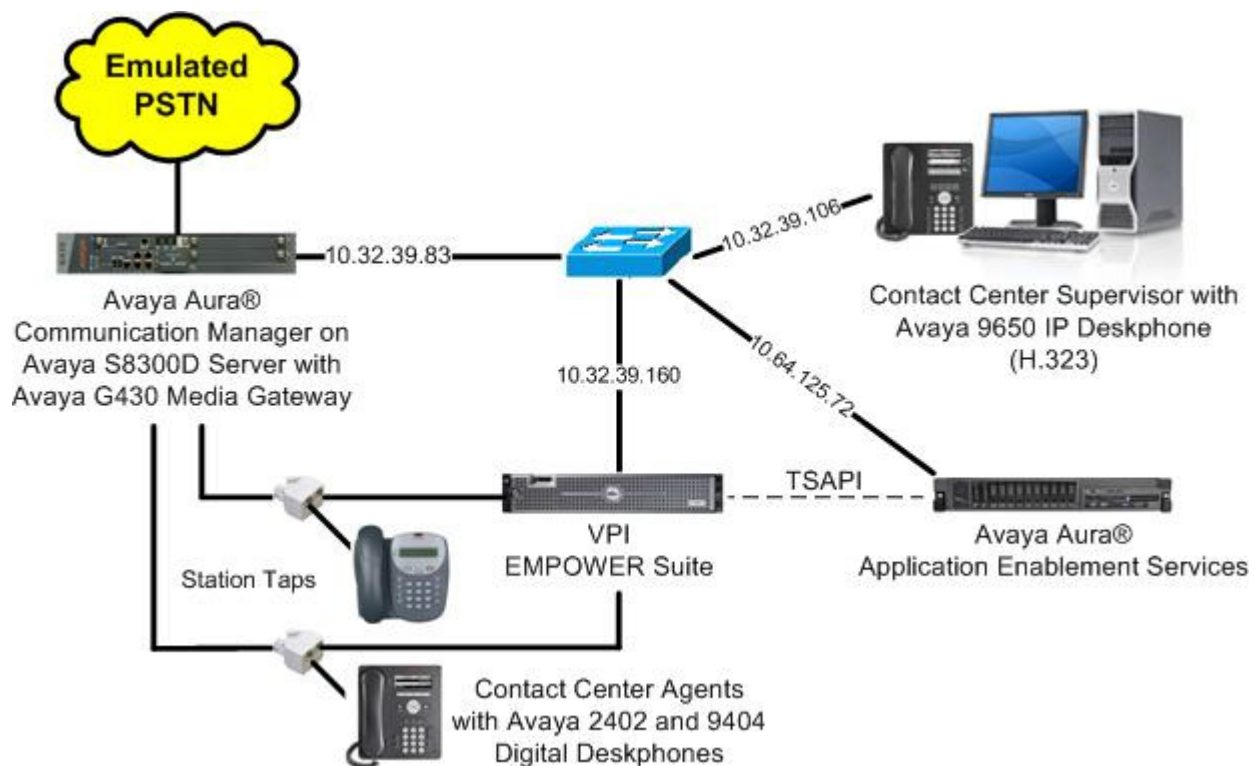 Emulated
PSTN
10.32.39.83
10.32.39.106
Avaya Aura®
Communication Manager on
Avaya S8300D Server with
Avaya G430 Media Gateway
Contact Center Supervisor with
Avaya 9650 IP Deskphone
(H.323)
10.32.39.160
10.64.125.72
TSAPI
VPI
EMPOWER Suite
Avaya Aura®
Application Enablement Services
Station Taps
Contact Center Agents
with Avaya 2402 and 9404
Digital Deskphones